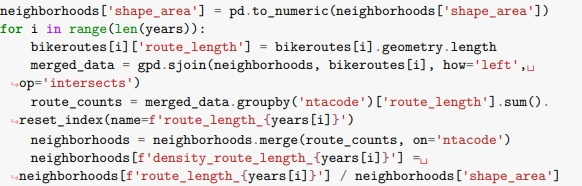 neighborhoods['shape_area'] = pd.to_numeric(neighborhoods['shape_area'])
for i in range(len(years)):
    bikeroutes[i]['route_length'] = bikeroutes[i].geometry.length
    merged_data = gpd.sjoin(neighborhoods, bikeroutes[i], how='left',␣
↪op='intersects')
    route_counts = merged_data.groupby('ntacode')['route_length'].sum().
↪reset_index(name=f'route_length_{years[i]}')
    neighborhoods = neighborhoods.merge(route_counts, on='ntacode')
    neighborhoods[f'density_route_length_{years[i]}'] =␣
↪neighborhoods[f'route_length_{years[i]}'] / neighborhoods['shape_area']